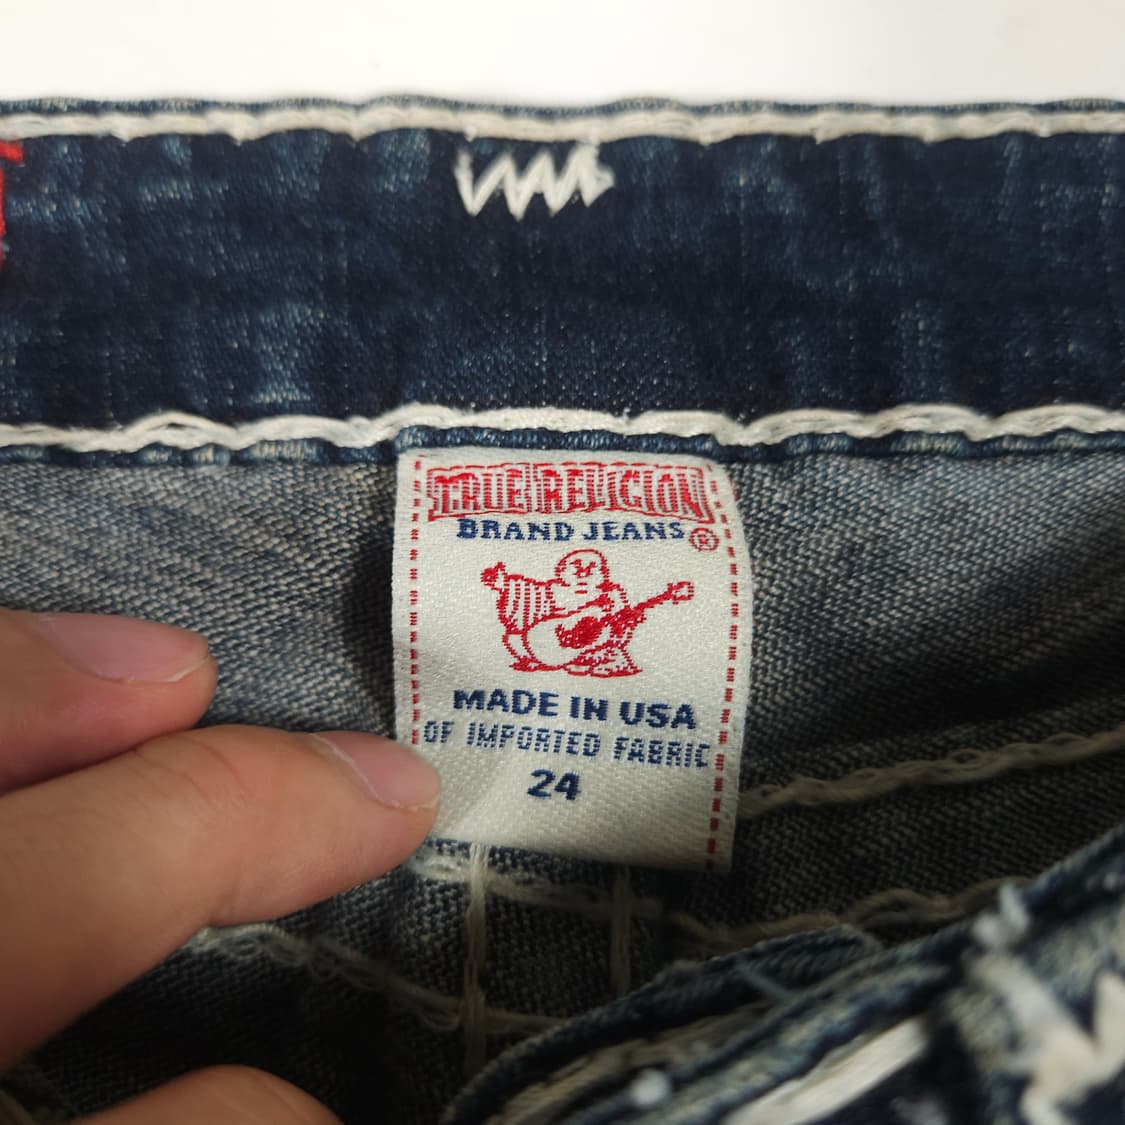 TRUE RELIGION
BRAND JEANS ®
MADE IN USA
OF IMPORTED FABRIC
24